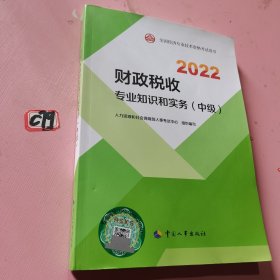 全国经济专业技术资格考试用书
2022
财政税收
专业知识和实务（中级）
人力资源和社会保障部人事考试中心 组织编写
中国人事出版社